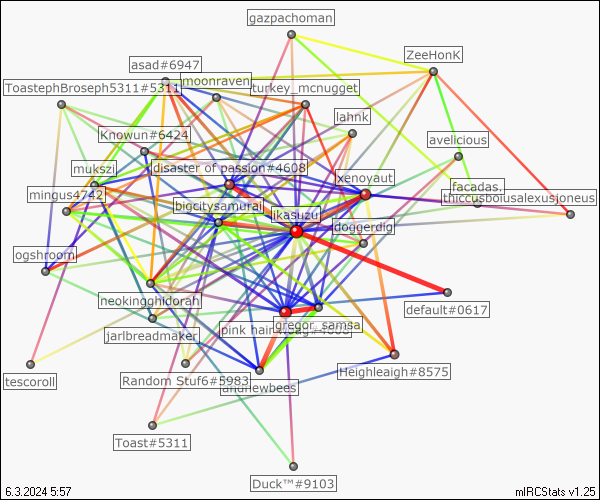 gazpachoman
ZeeHonK
asad#6947
moonraven
ToastephBroseph5311#5311
turkey_mcnugget
lahnk
Knowun#6424
avelicious
disaster of passion#4608
mukszi
xenoyaut
facadas.
mingus4742
thiccusboiusalexusjoneus
bigcitysamurai
ikasuzu
doggerdig
ogshroom
neokingghidorah
default#0617
gregor_samsa
pink hair
jarlbreadmaker
Heighleaigh#8575
tescoroll
Random Stuf6#5983
andrewbees
Toast#5311
Duck™#9103
6.3.2024 5:57
mIRCStats v1.25